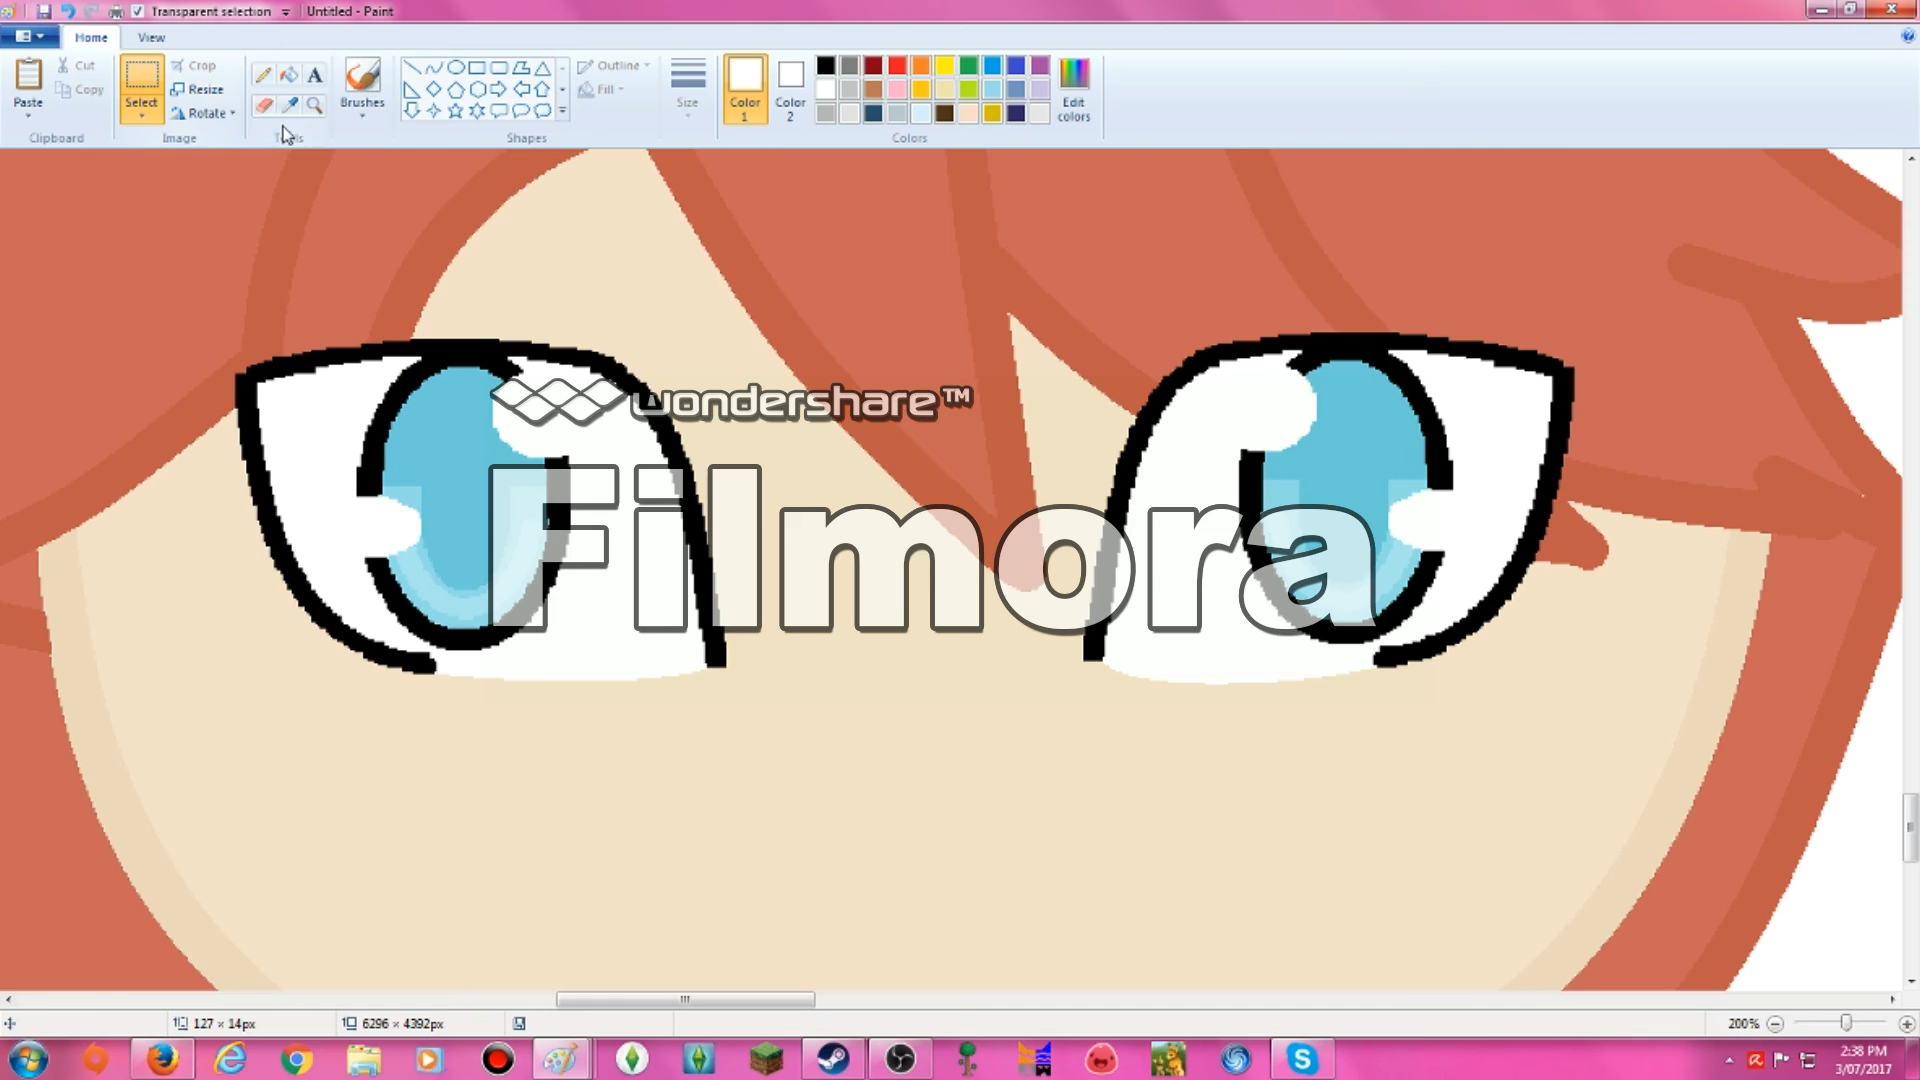 Transparent selection
Untitled - Paint
Home
View
Paste
Cut
Copy
Clipboard
Select
Crop
Resize
Rotate
Image
A
Brushes
Outline
Fill
Shapes
Size
Color
1
Color
2
Edit
colors
Colors
wondershare™
Filmora
127 × 14px
6296 × 4392px
200%
2:38 PM
3/07/2017